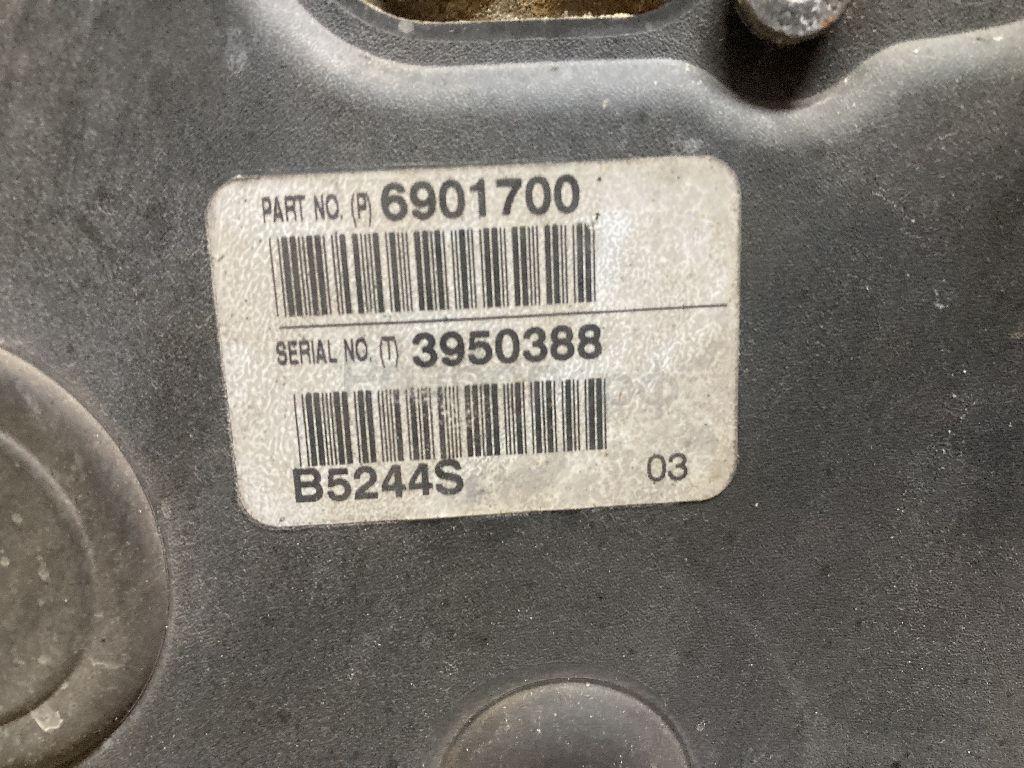 PART NO. (P) 6901700
SERIAL NO. (T) 3950388
B5244S 03